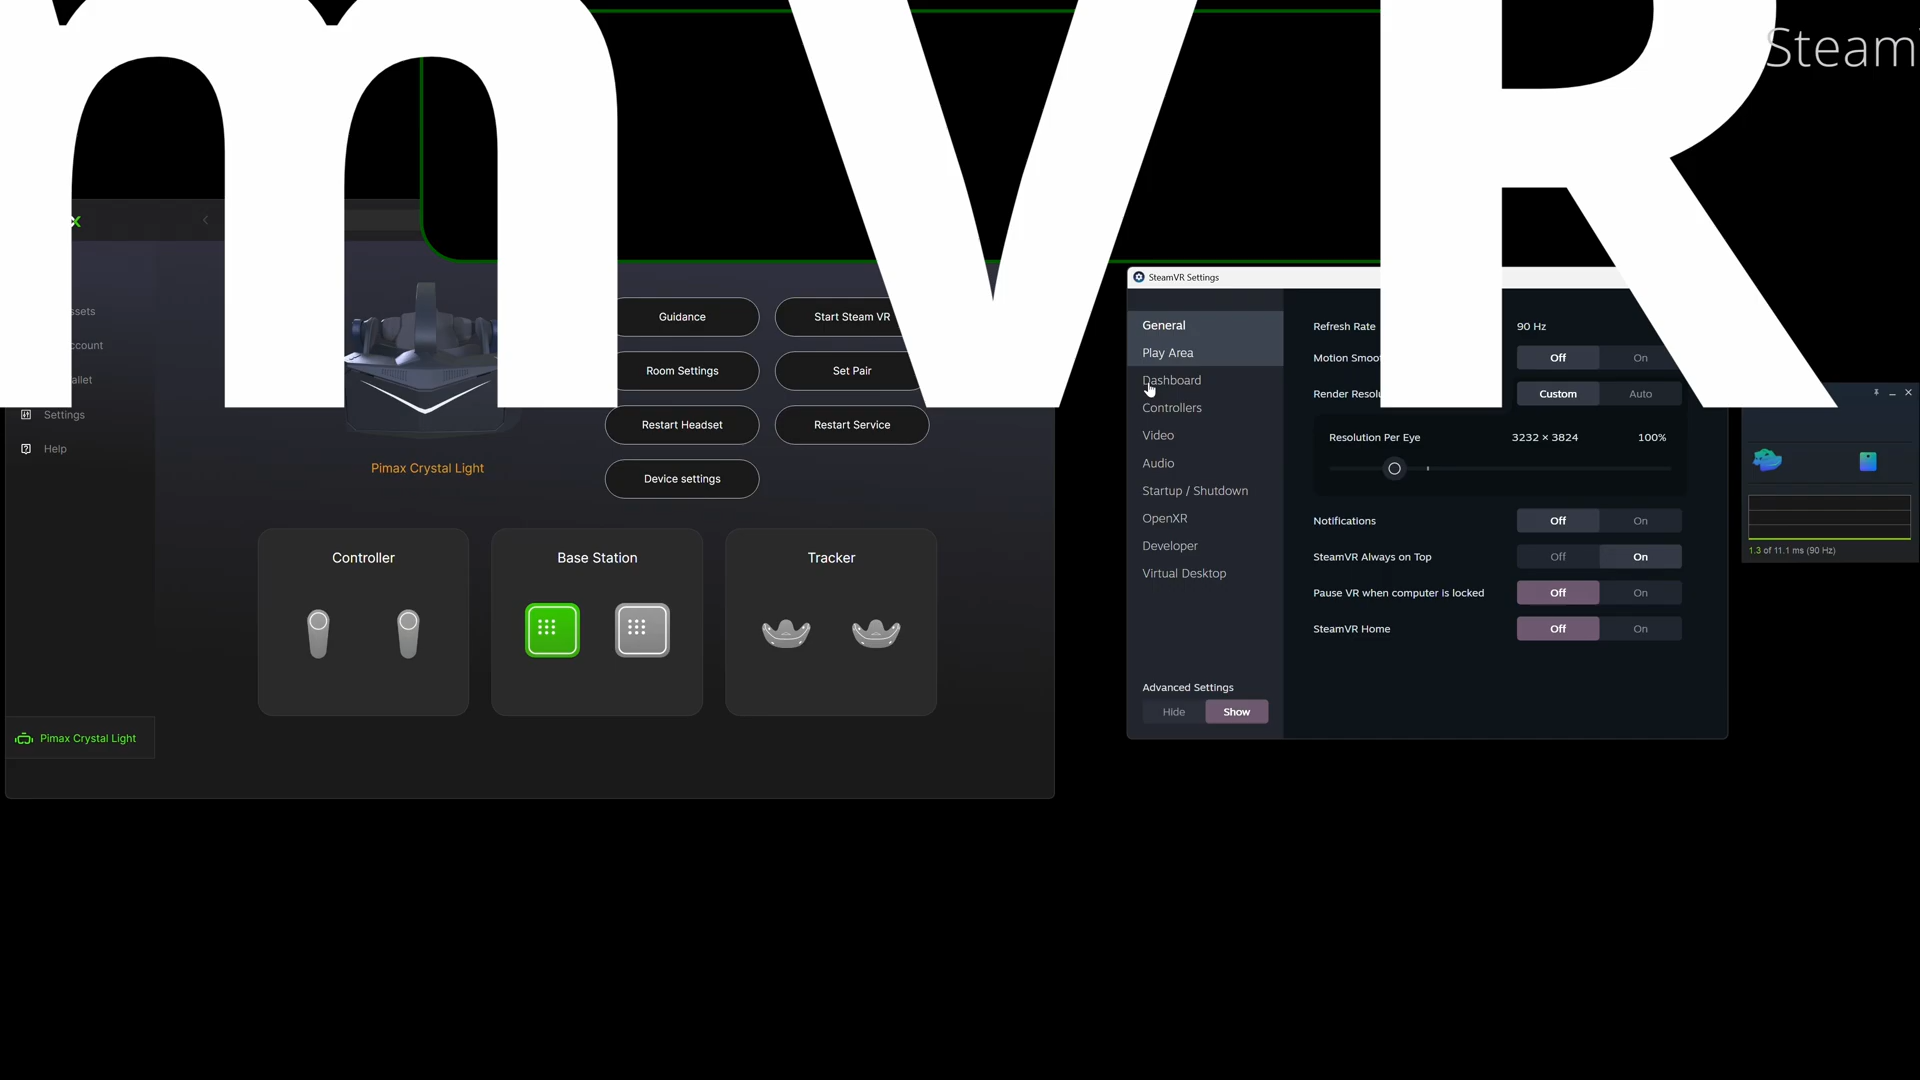 m V R
Steam
x
ssets
ccount
allet
Settings
Help
Guidance
Start Steam VR
Room Settings
Set Pair
Restart Headset
Restart Service
Device settings
Pimax Crystal Light
Controller
Base Station
Tracker
Pimax Crystal Light
SteamVR Settings
General
Play Area
Dashboard
Controllers
Video
Audio
Startup / Shutdown
OpenXR
Developer
Virtual Desktop
Advanced Settings
Hide Show
Refresh Rate 90 Hz
Motion Smoo Off On
Render Resolu Custom Auto
Resolution Per Eye 3232 × 3824 100%
Notifications Off On
SteamVR Always on Top Off On
Pause VR when computer is locked Off On
SteamVR Home Off On
1.3 of 11.1 ms (90 Hz)